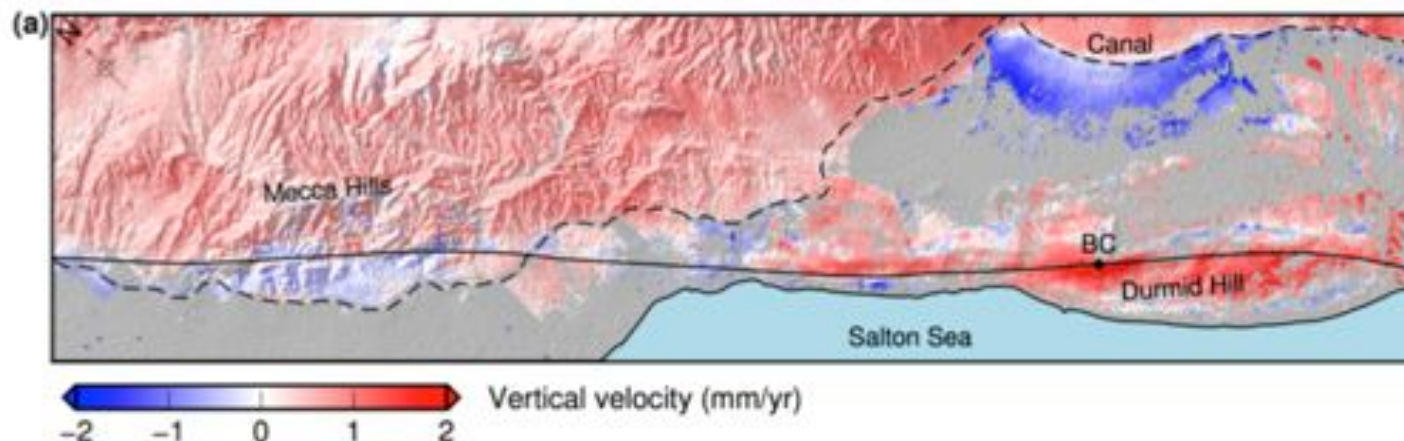 (a)
N
Canal
Mecca Hills
BC
Durmid Hill
Salton Sea
Vertical velocity (mm/yr)
−2 −1 0 1 2